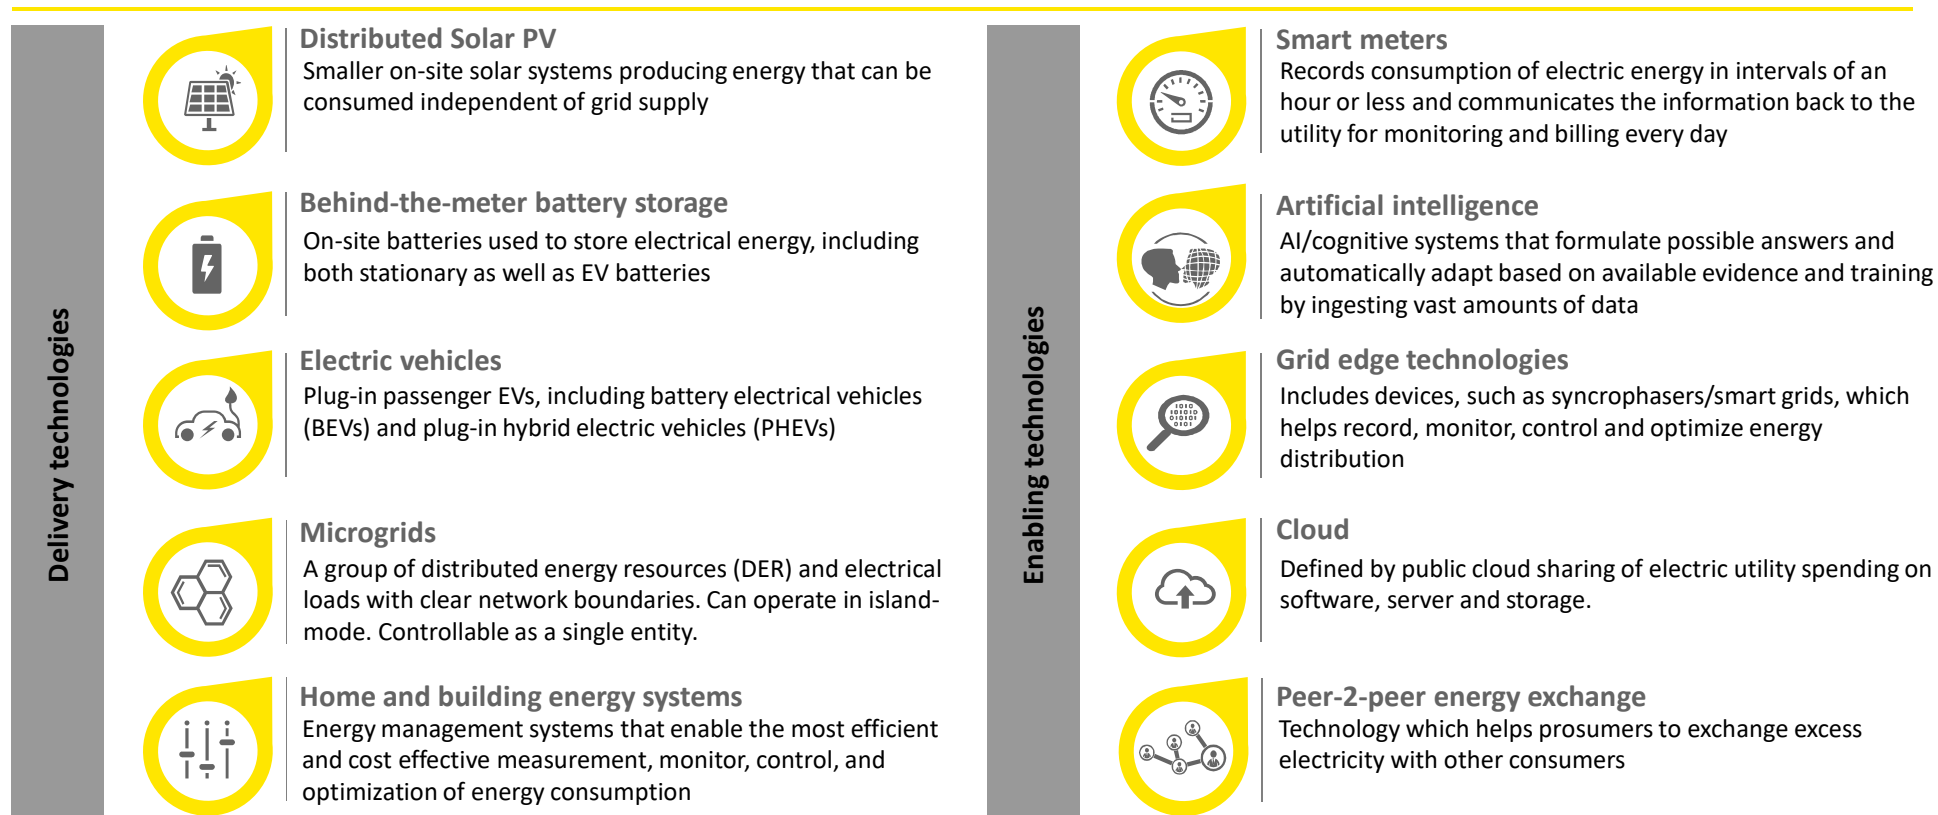 Delivery technologies
Distributed Solar PV
Smaller on-site solar systems producing energy that can be
consumed independent of grid supply
Behind-the-meter battery storage
On-site batteries used to store electrical energy, including
both stationary as well as EV batteries
Electric vehicles
Plug-in passenger EVs, including battery electrical vehicles
(BEVs) and plug-in hybrid electric vehicles (PHEVs)
Microgrids
A group of distributed energy resources (DER) and electrical
loads with clear network boundaries. Can operate in island-
mode. Controllable as a single entity.
Home and building energy systems
Energy management systems that enable the most efficient
and cost effective measurement, monitor, control, and
optimization of energy consumption
Enabling technologies
Smart meters
Records consumption of electric energy in intervals of an
hour or less and communicates the information back to the
utility for monitoring and billing every day
Artificial intelligence
AI/cognitive systems that formulate possible answers and
automatically adapt based on available evidence and training
by ingesting vast amounts of data
Grid edge technologies
1010
101010
010101
0101
Includes devices, such as syncrophasers/smart grids, which
helps record, monitor, control and optimize energy
distribution
Cloud
Defined by public cloud sharing of electric utility spending on
software, server and storage.
Peer-2-peer energy exchange
Technology which helps prosumers to exchange excess
electricity with other consumers